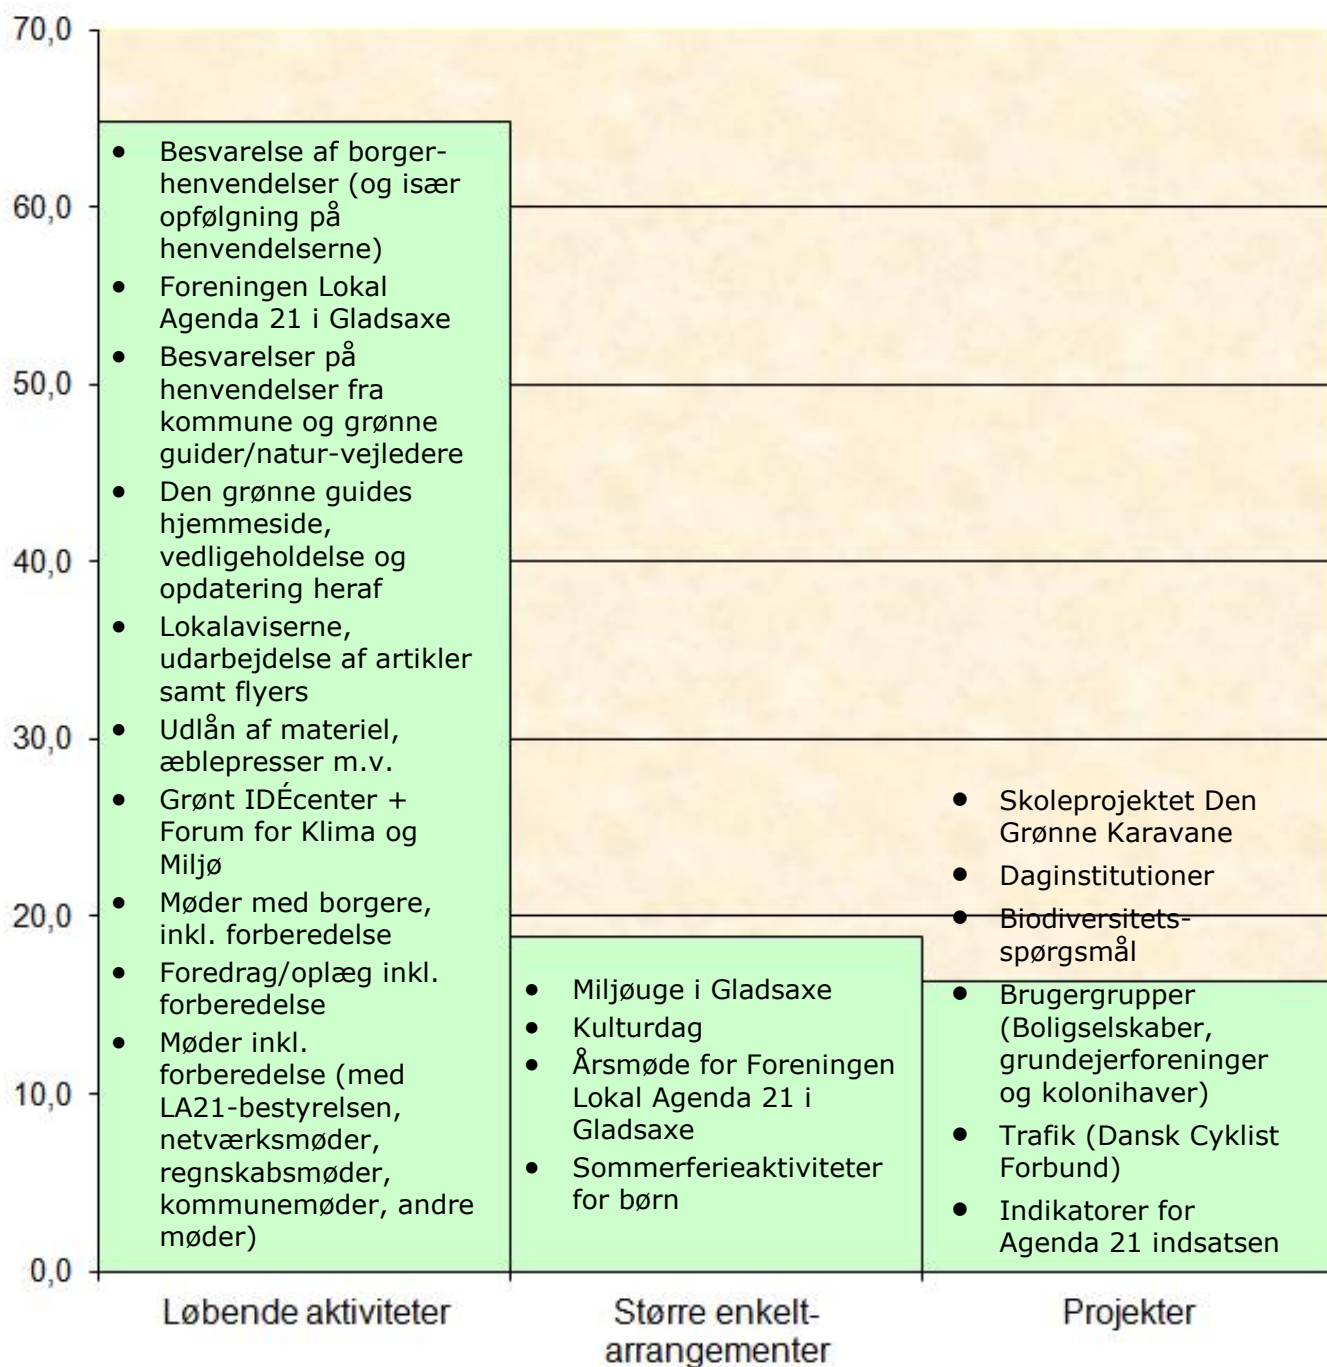 70,0
60,0
50,0
40,0
30,0
20,0
10,0
0,0
• Besvarelse af borger-
henvendelser (og især
opfølgning på
henvendelserne)
• Foreningen Lokal
Agenda 21 i Gladsaxe
• Besvarelser på
henvendelser fra
kommune og grønne
guider/natur-vejledere
• Den grønne guides
hjemmeside,
vedligeholdelse og
opdatering heraf
• Lokalaviserne,
udarbejdelse af artikler
samt flyers
• Udlån af materiel,
æblepresser m.v.
• Grønt IDÉcenter +
Forum for Klima og
Miljø
• Møder med borgere,
inkl. forberedelse
• Foredrag/oplæg inkl.
forberedelse
• Møder inkl.
forberedelse (med
LA21-bestyrelsen,
netværksmøder,
regnskabsmøder,
kommunemøder, andre
møder)
• Miljøuge i Gladsaxe
• Kulturdag
• Årsmøde for Foreningen
Lokal Agenda 21 i
Gladsaxe
• Sommerferieaktiviteter
for børn
• Skoleprojektet Den
Grønne Karavane
• Daginstitutioner
• Biodiversitets-
spørgsmål
• Brugergrupper
(Boligselskaber,
grundejerforeninger
og kolonihaver)
• Trafik (Dansk Cyklist
Forbund)
• Indikatorer for
Agenda 21 indsatsen
Løbende aktiviteter
Større enkelt-
arrangementer
Projekter